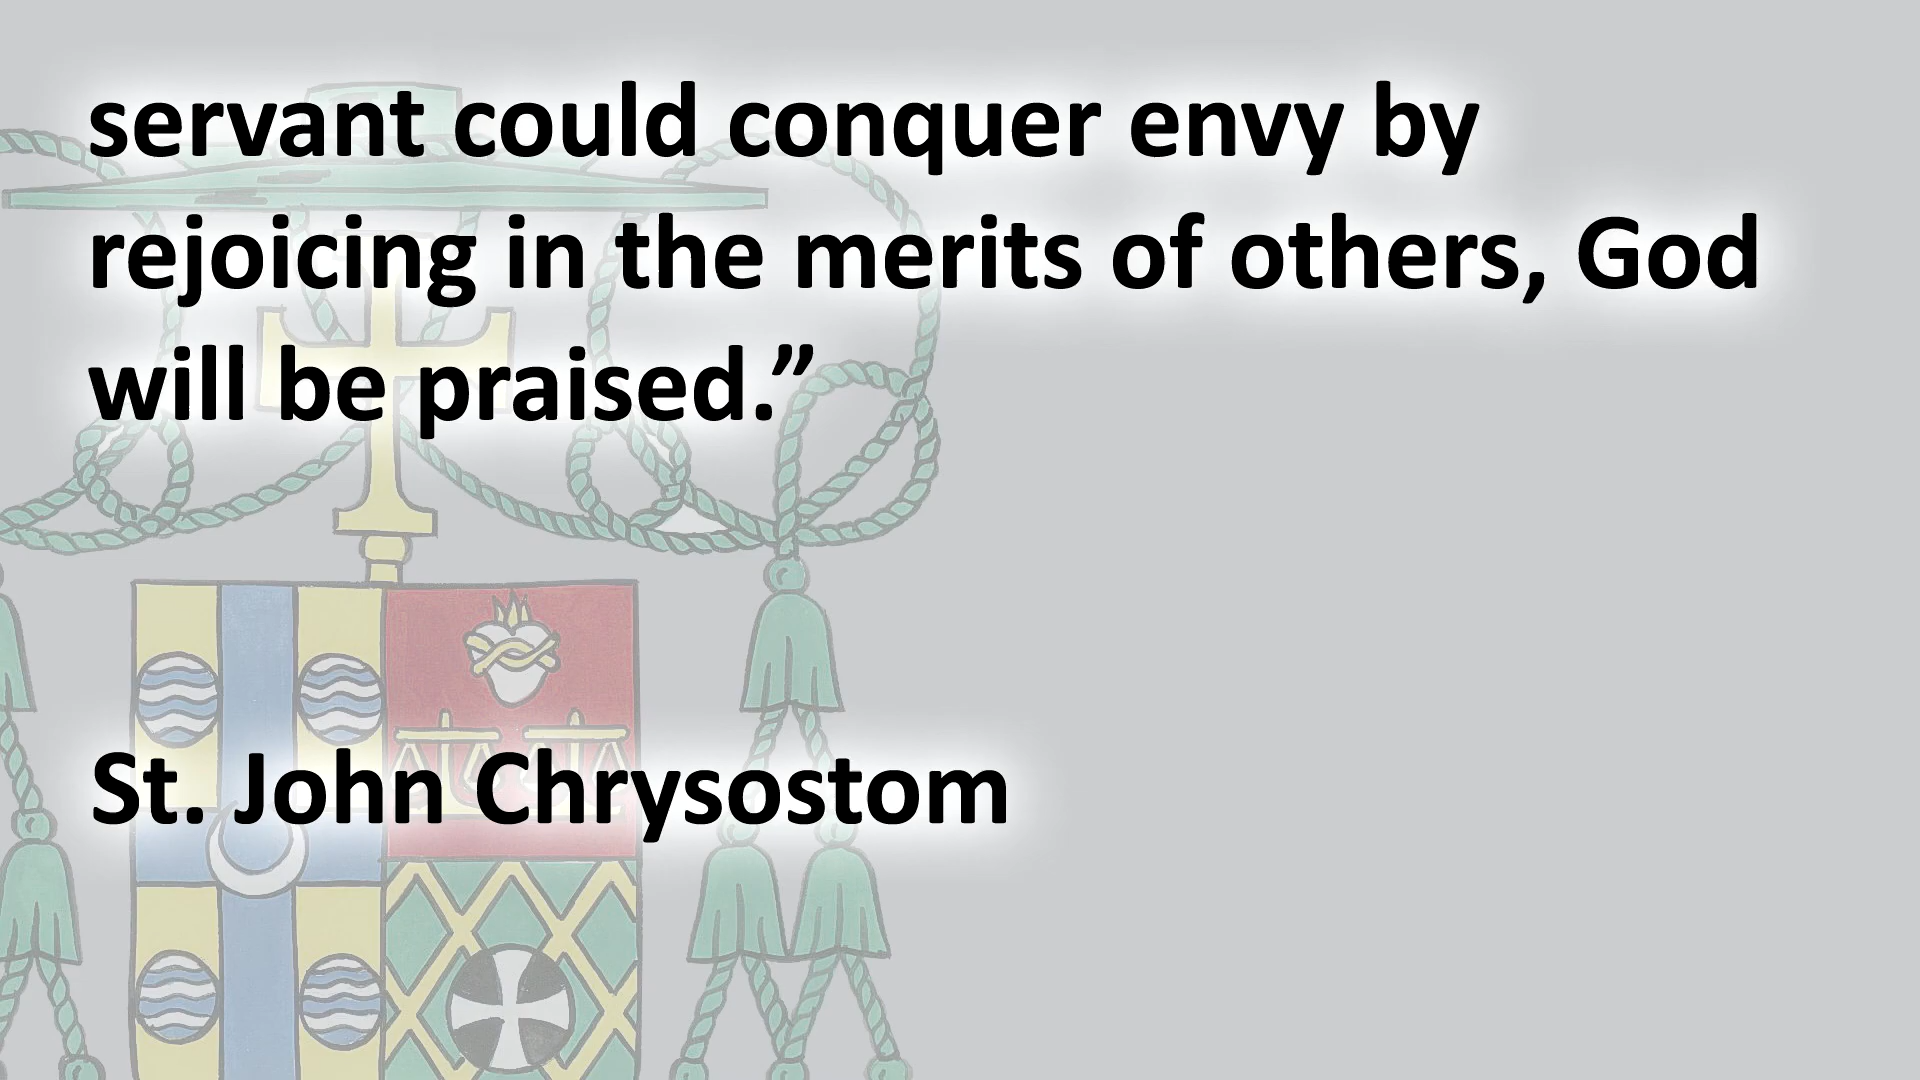 servant could conquer envy by
rejoicing in the merits of others, God
will be praised.”
St. John Chrysostom